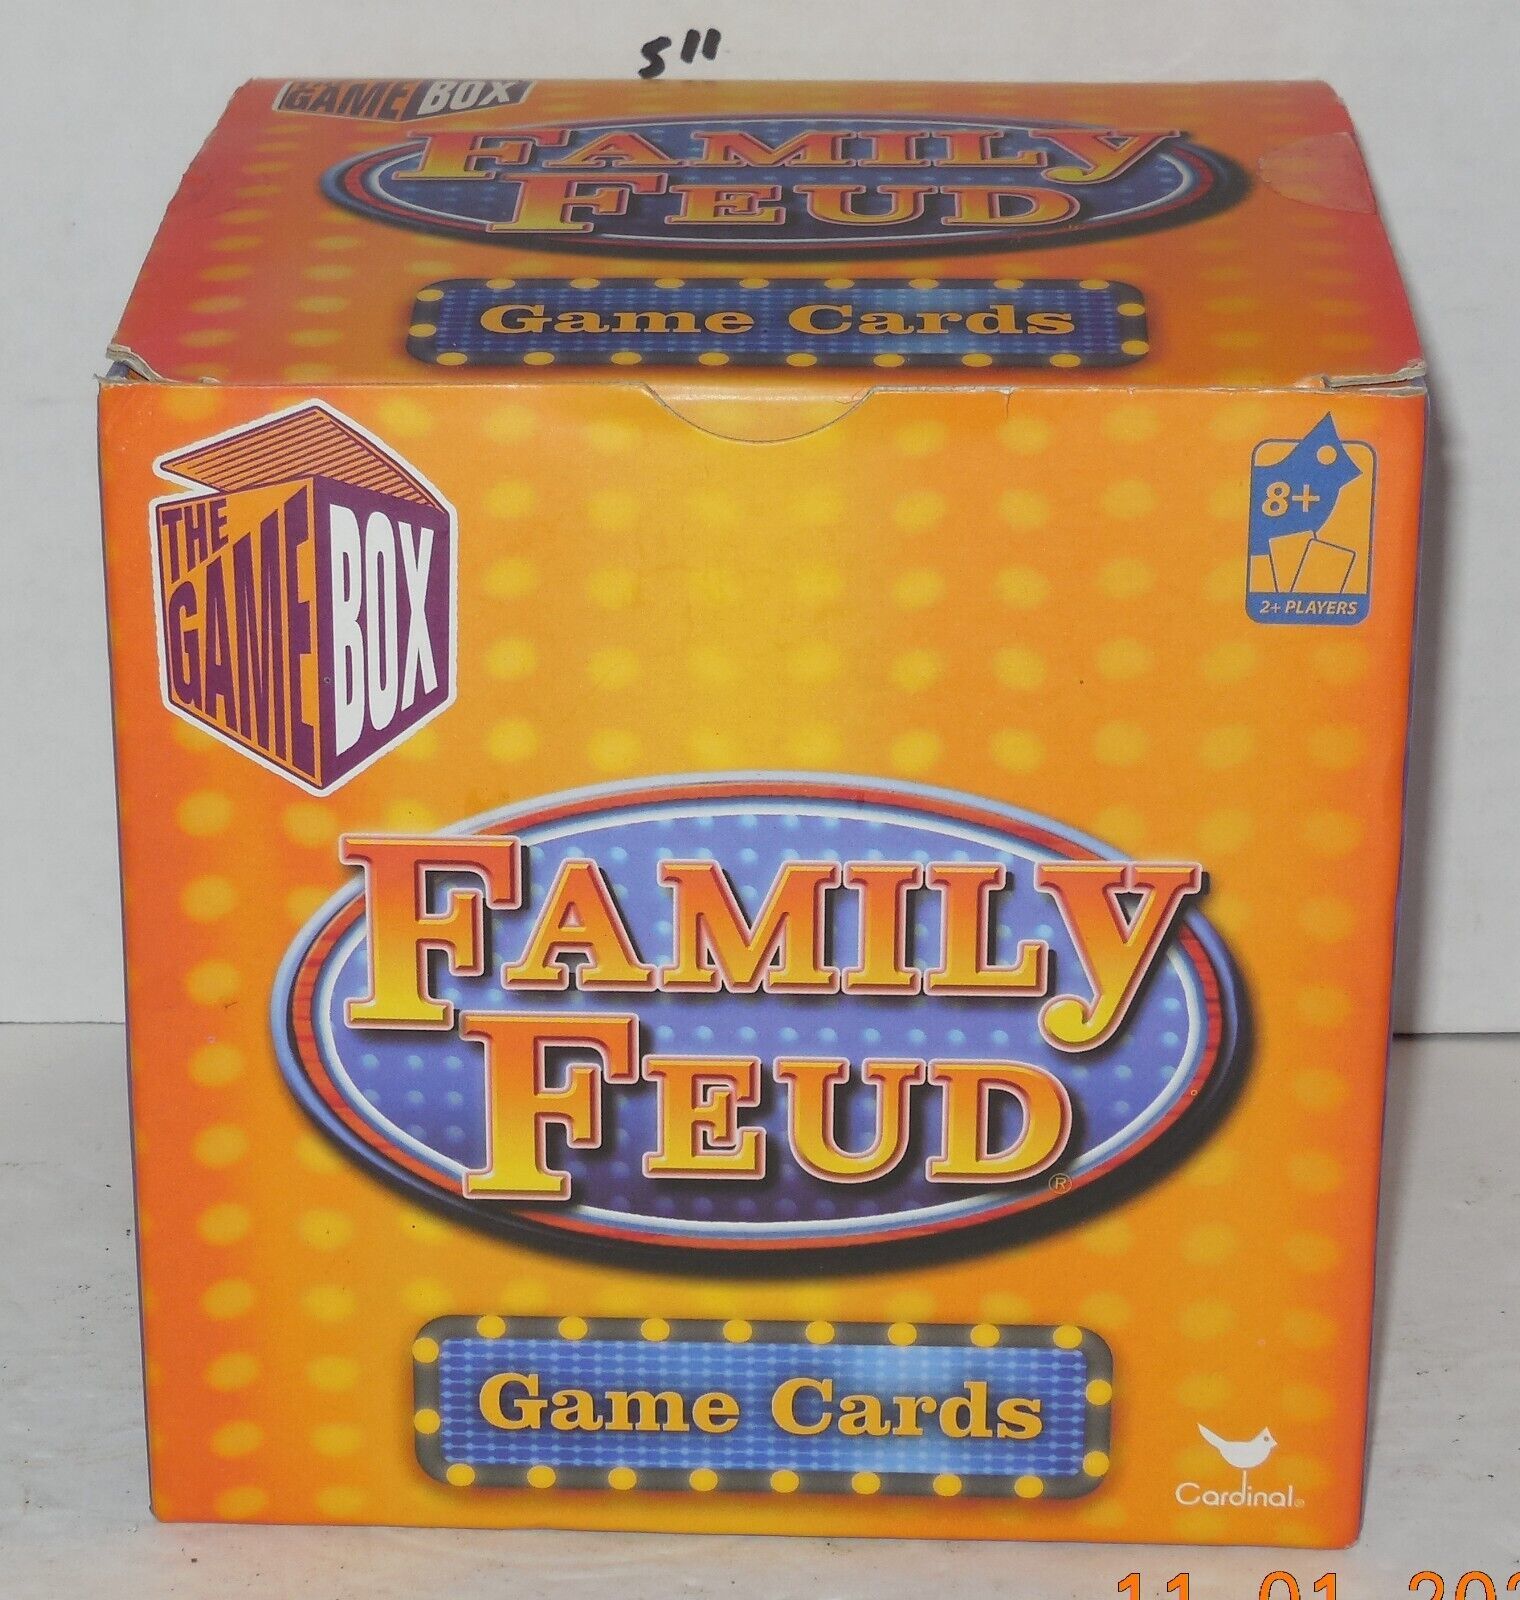 5"
GAME BOX
FAMILY
FEUD
Game Cards
THE
GAME BOX
8+
2+ PLAYERS
FAMILY
FEUD®
Game Cards
Cardinal®
11 01